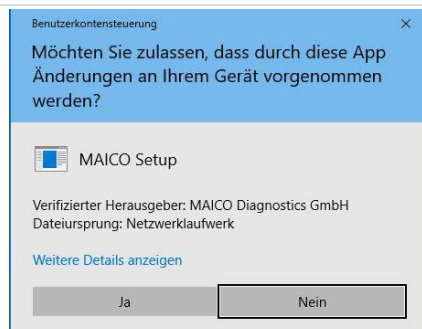 Benutzerkontensteuerung
Möchten Sie zulassen, dass durch diese App
Änderungen an Ihrem Gerät vorgenommen
werden?
MAICO Setup
Verifizierter Herausgeber: MAICO Diagnostics GmbH
Dateiursprung: Netzwerklaufwerk
Weitere Details anzeigen
Ja
Nein